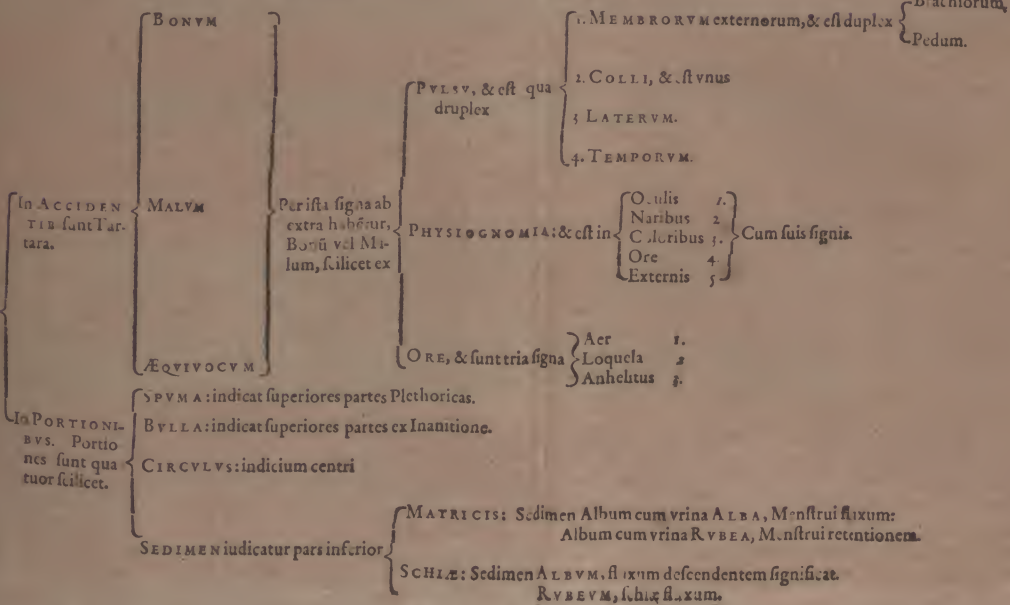 BONVM
1. MEMBRORVM externorum, & eſt duplex
Brachiorum,
Pedum.
PVLSV, & eſt qua
druplex
2. COLLI, & eſt vnus
3 LATERVM.
4. TEMPORVM.
In ACCIDEN
TIB ſunt Tar-
tara.
MALVM
Per iſta ſigna ab
extra habētur,
Bonū vel Ma-
lum, ſcilicet ex
PHYSIOGNOMIA: & eſt in
Oculis 1.
Naribus 2
Coloribus 3.
Ore 4
Externis 5
Cum ſuis ſignis.
ÆQVIVOCVM
ORE, & ſunt tria ſigna
Aer 1.
Loquela 2
Anhelitus 3.
In PORTIONI-
BVS. Portio
nes ſunt qua
tuor ſcilicet.
SPVMA: indicat ſuperiores partes Plethoricas.
BVLLA: indicat ſuperiores partes ex Inanitione.
CIRCVLVS: indicium centri
SEDIMEN iudicatur pars inferior
MATRICIS: Sedimen Album cum vrina ALBA, Menſtrui fluxum:
Album cum vrina RVBEA, Menſtrui retentionem.
SCHIÆ: Sedimen ALBVM, fluxum deſcendentem ſignificat.
RVBEVM, ſchiæ fluxum.